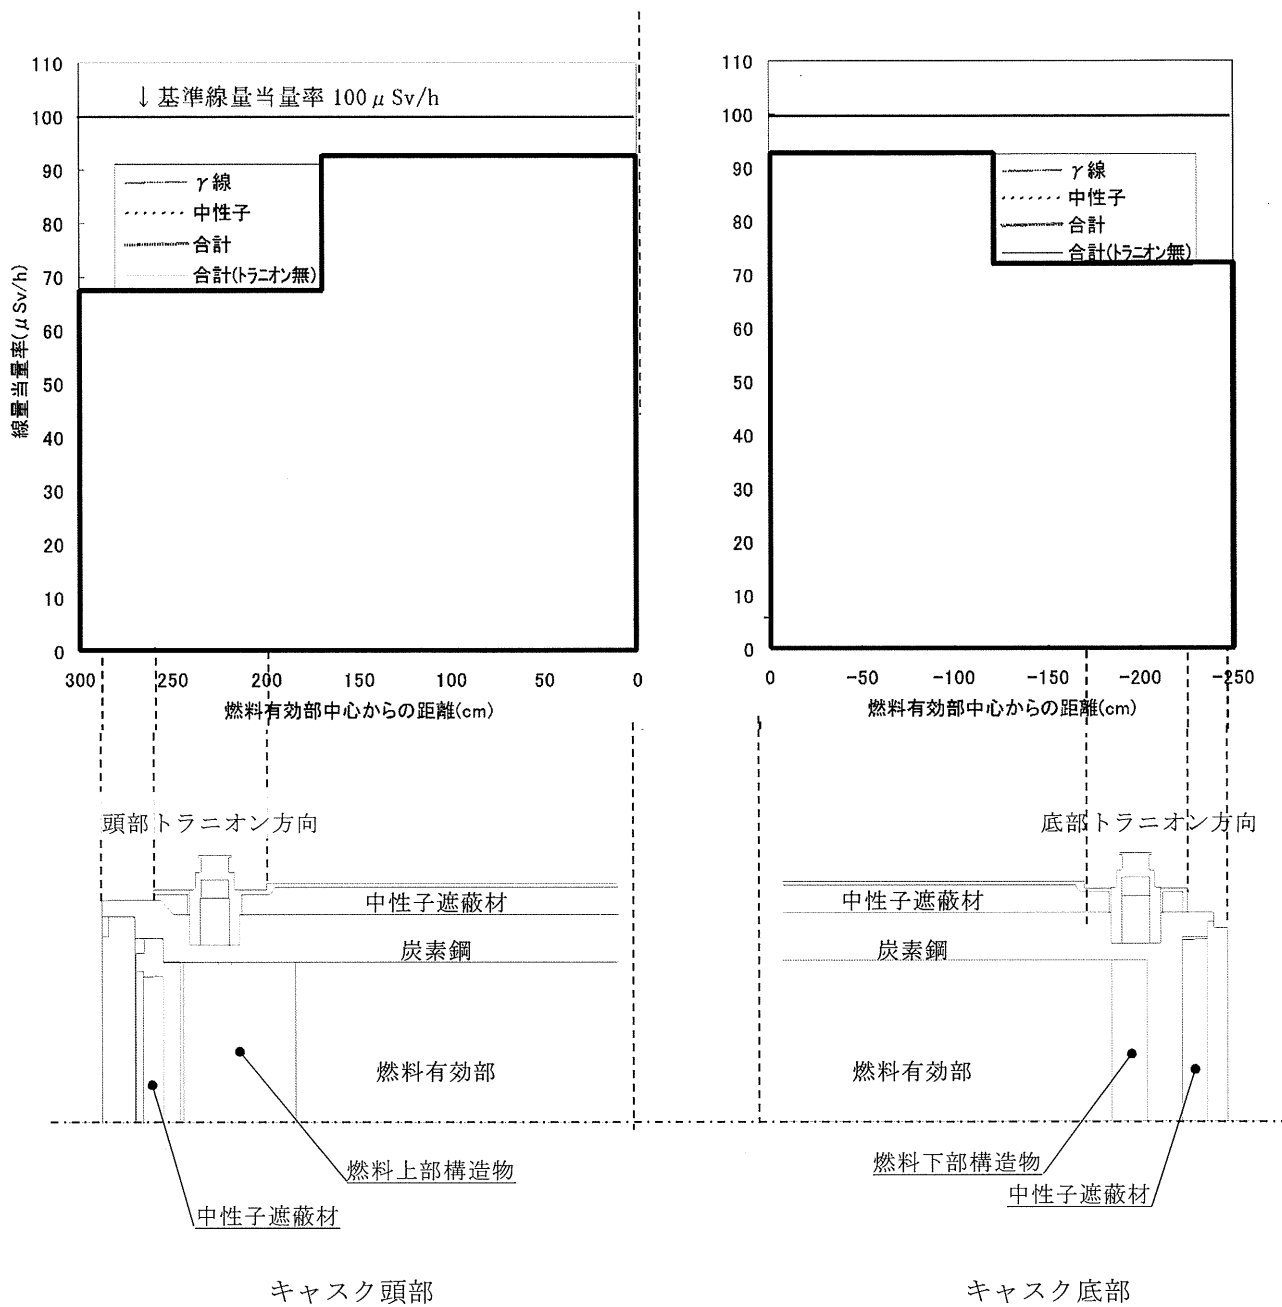 110
100
90
80
70
60
50
40
30
20
10
0
線量当量率(μSv/h)
↓基準線量当量率 100μSv/h
γ線
中性子
合計
合計(トラニオン無)
300 250 200 150 100 50 0
燃料有効部中心からの距離(cm)
110
100
90
80
70
60
50
40
30
20
10
0
γ線
中性子
合計
合計(トラニオン無)
0 -50 -100 -150 -200 -250
燃料有効部中心からの距離(cm)
頭部トラニオン方向
中性子遮蔽材
炭素鋼
燃料有効部
燃料上部構造物
中性子遮蔽材
キャスク頭部
底部トラニオン方向
中性子遮蔽材
炭素鋼
燃料有効部
燃料下部構造物
中性子遮蔽材
キャスク底部